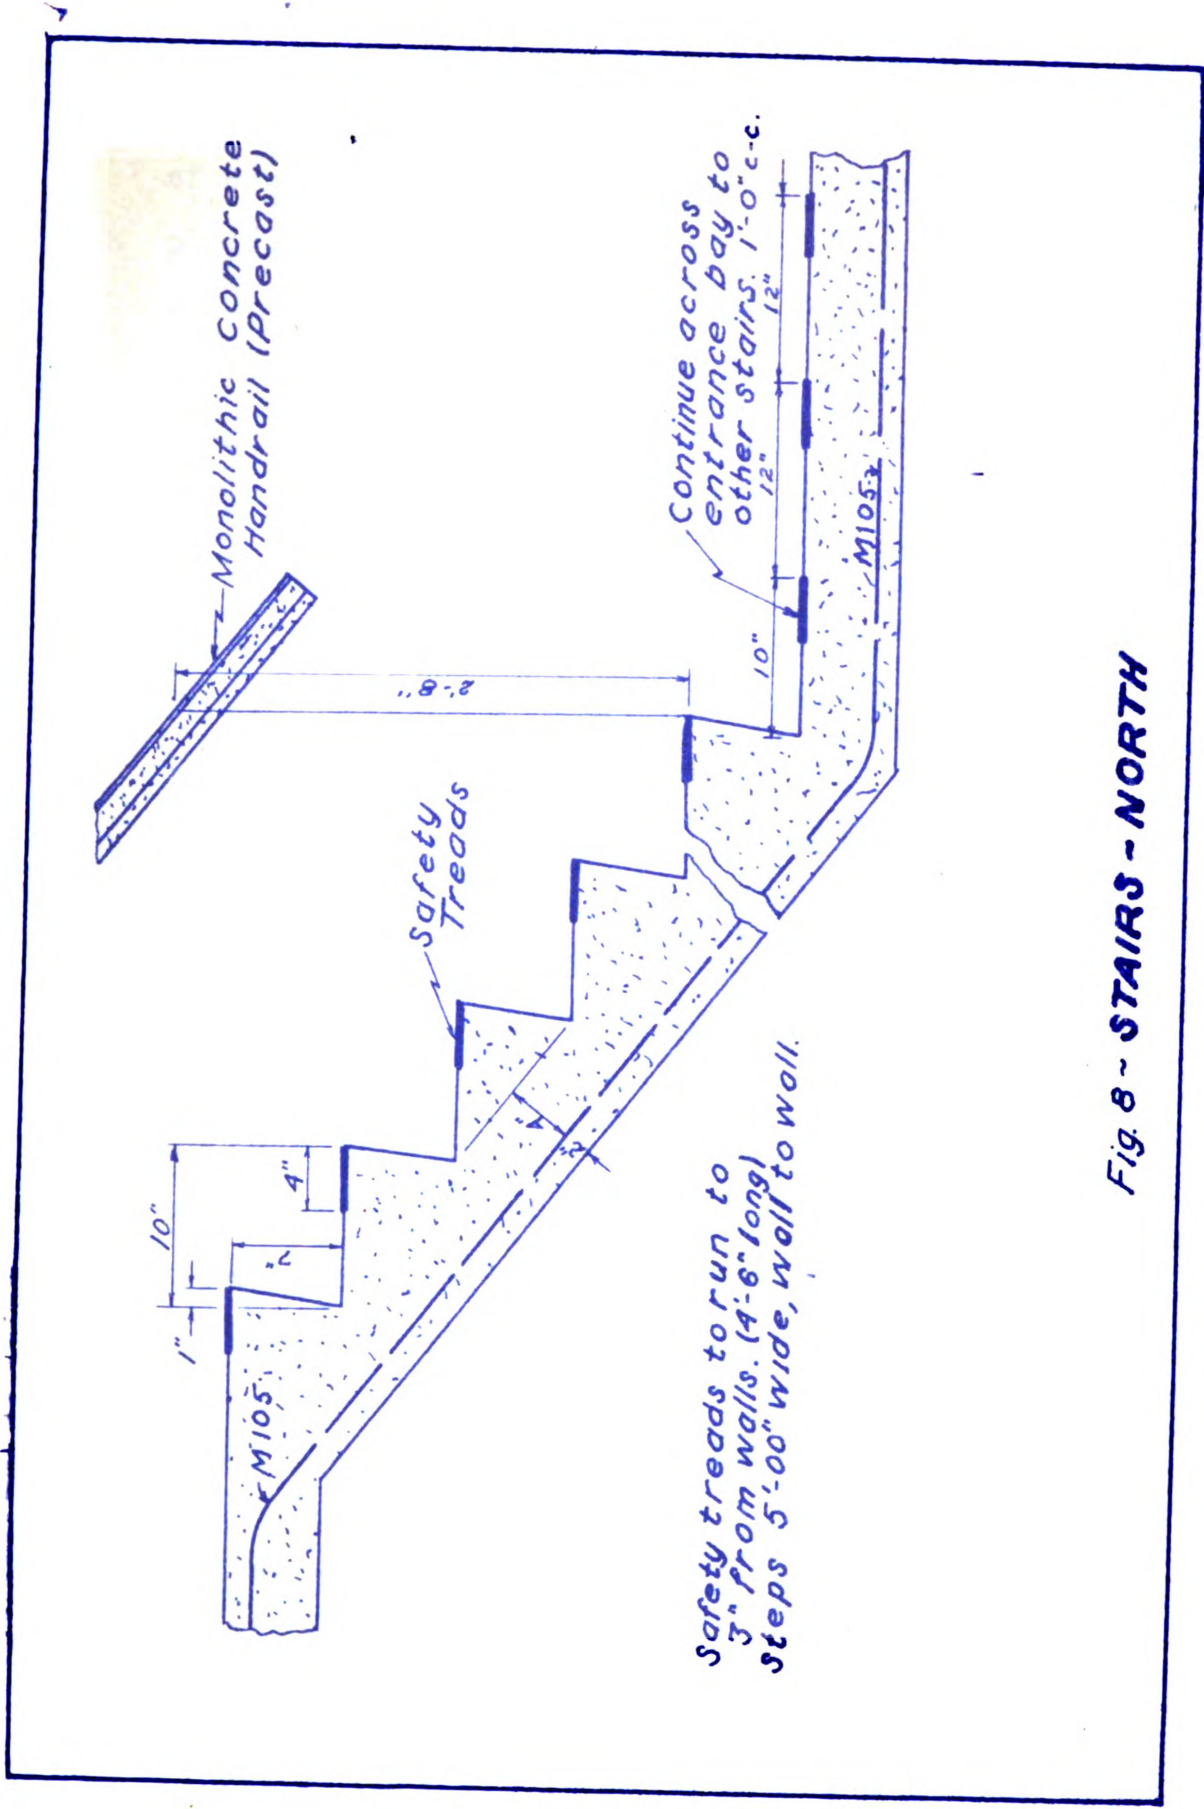 Monolithic Concrete
Handrail (Precast)
Safety
Treads
2'-8"
Continue across
entrance bay to
other stairs. 1'-0" c-c.
10"
12"
12"
10"
1"
4"
7"
M105
4"
2"
M105
Safety treads to run to
3" from walls. (4'-6" long)
Steps 5'-00" wide, wall to wall.
Fig. 8 ~ STAIRS ~ NORTH